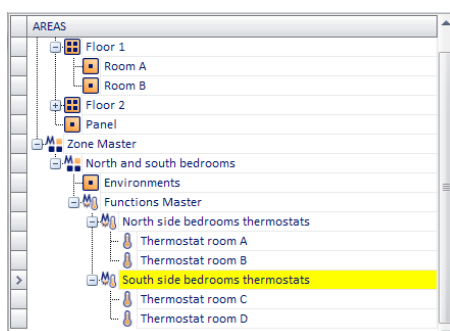 AREAS
Floor 1
Room A
Room B
Floor 2
Panel
Zone Master
North and south bedrooms
Environments
Functions Master
North side bedrooms thermostats
Thermostat room A
Thermostat room B
South side bedrooms thermostats
Thermostat room C
Thermostat room D